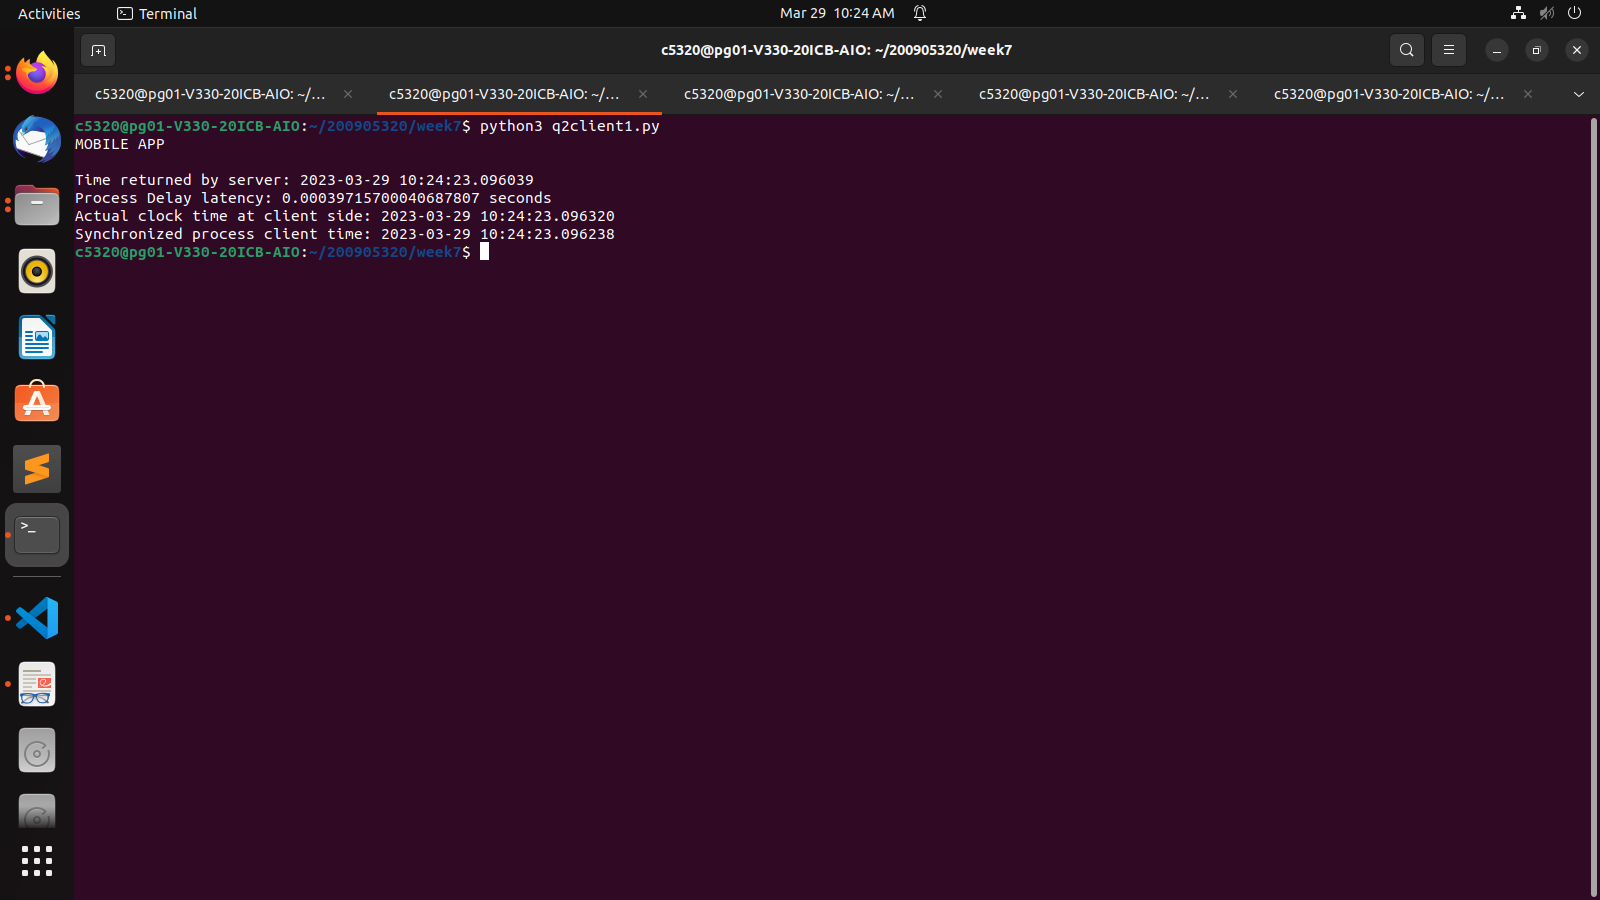 Activities
Terminal
Mar 29 10:24 AM
c5320@pg01-V330-20ICB-AIO: ~/200905320/week7
c5320@pg01-V330-20ICB-AIO: ~/...
c5320@pg01-V330-20ICB-AIO: ~/...
c5320@pg01-V330-20ICB-AIO: ~/...
c5320@pg01-V330-20ICB-AIO: ~/...
c5320@pg01-V330-20ICB-AIO: ~/...
c5320@pg01-V330-20ICB-AIO:~/200905320/week7$ python3 q2client1.py
MOBILE APP
Time returned by server: 2023-03-29 10:24:23.096039
Process Delay latency: 0.00039715700040687807 seconds
Actual clock time at client side: 2023-03-29 10:24:23.096320
Synchronized process client time: 2023-03-29 10:24:23.096238
c5320@pg01-V330-20ICB-AIO:~/200905320/week7$